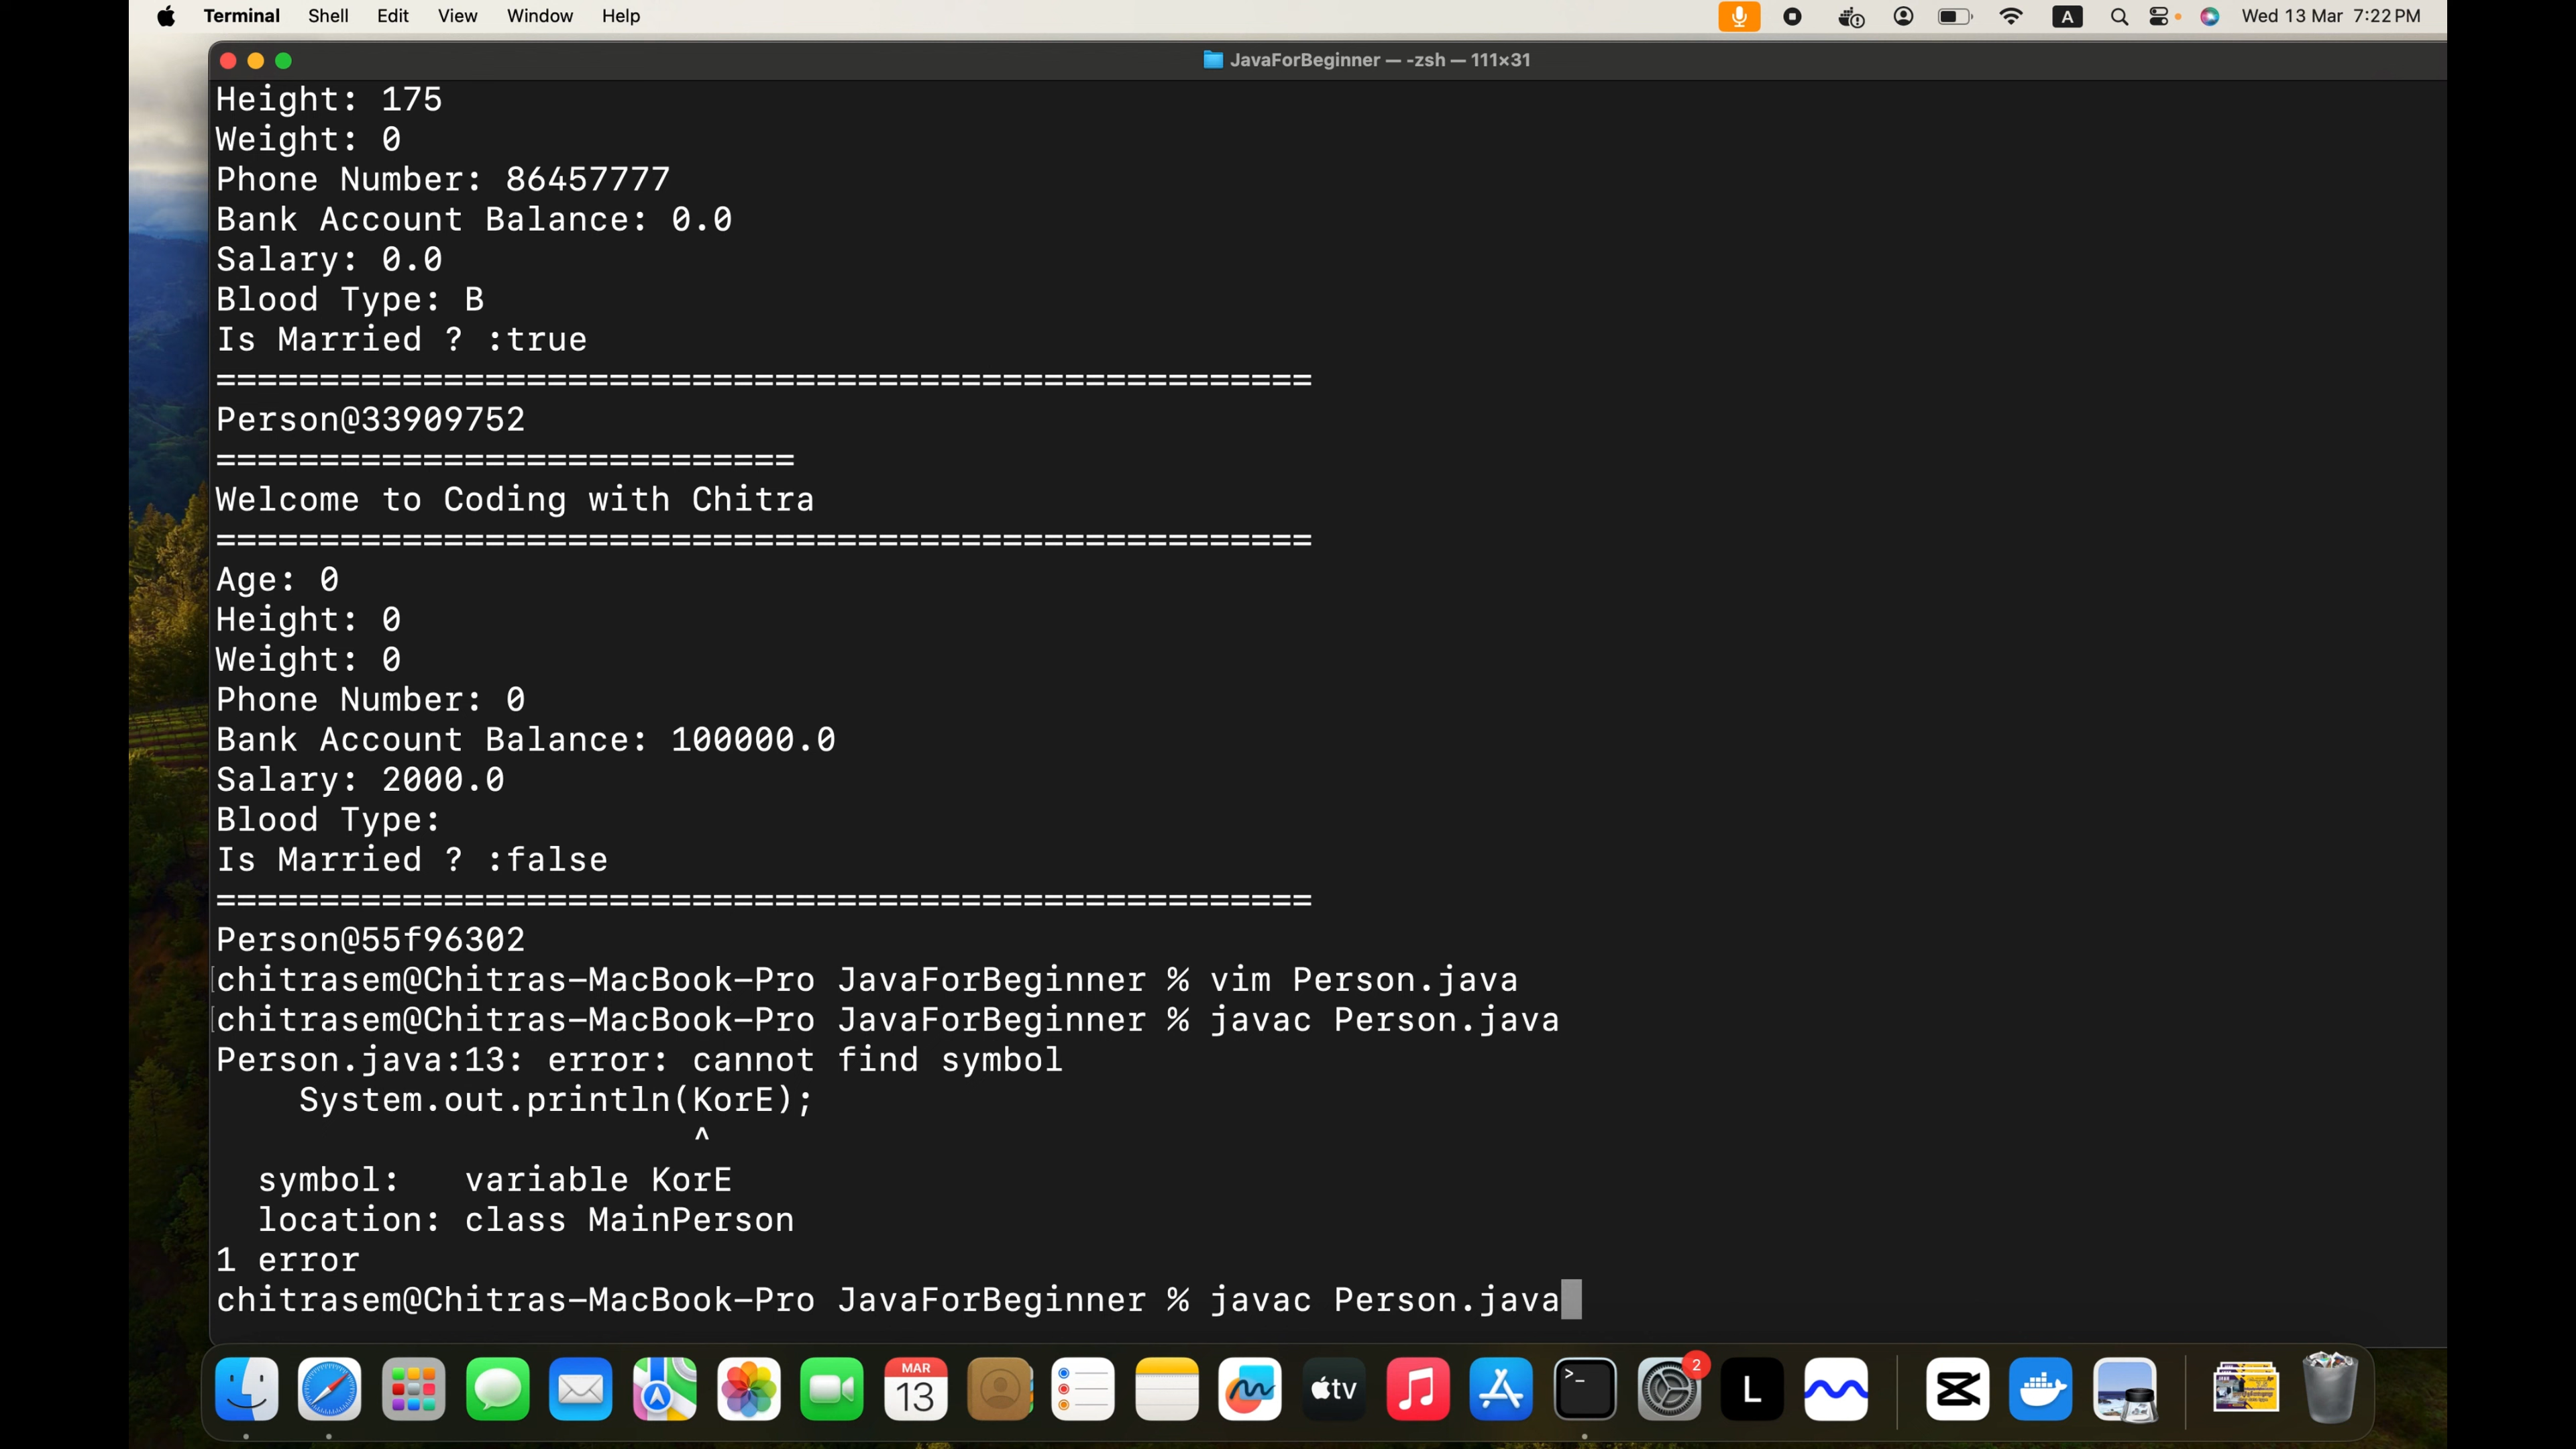 Terminal Shell Edit View Window Help
A
Wed 13 Mar 7:22 PM
JavaForBeginner — -zsh — 111×31
Height: 175
Weight: 0
Phone Number: 86457777
Bank Account Balance: 0.0
Salary: 0.0
Blood Type: B
Is Married ? :true
=====================================================
Person@33909752
============================
Welcome to Coding with Chitra
=====================================================
Age: 0
Height: 0
Weight: 0
Phone Number: 0
Bank Account Balance: 100000.0
Salary: 2000.0
Blood Type:
Is Married ? :false
=====================================================
Person@55f96302
chitrasem@Chitras-MacBook-Pro JavaForBeginner % vim Person.java
chitrasem@Chitras-MacBook-Pro JavaForBeginner % javac Person.java
Person.java:13: error: cannot find symbol
    System.out.println(KorE);
                       ^
  symbol:   variable KorE
  location: class MainPerson
1 error
chitrasem@Chitras-MacBook-Pro JavaForBeginner % javac Person.java
MAR
13
tv
>_
2
L